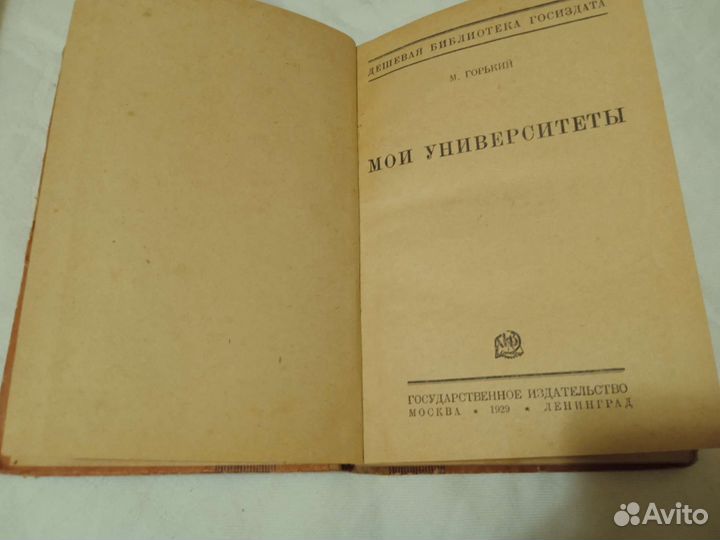 ДЕШЕВАЯ БИБЛИОТЕКА ГОСИЗДАТА
М. ГОРЬКИЙ
МОИ УНИВЕРСИТЕТЫ
ГОСУДАРСТВЕННОЕ ИЗДАТЕЛЬСТВО
МОСКВА * 1929 * ЛЕНИНГРАД
Avito